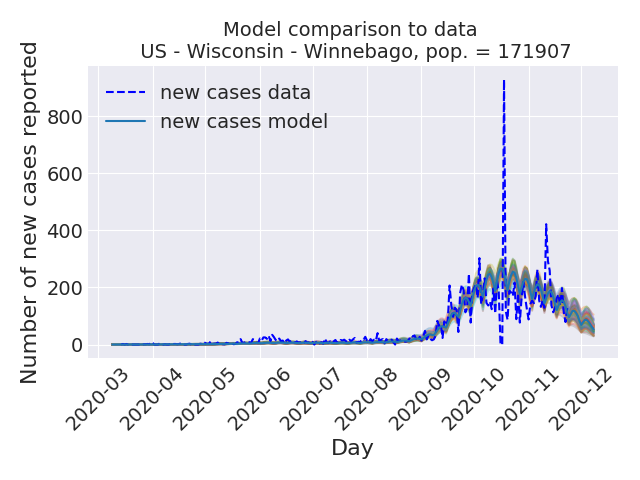 Model comparison to data
US - Wisconsin - Winnebago, pop. = 171907
Number of new cases reported
800
600
400
200
0
new cases data
new cases model
2020-03
2020-04
2020-05
2020-06
2020-07
2020-08
2020-09
2020-10
2020-11
2020-12
Day